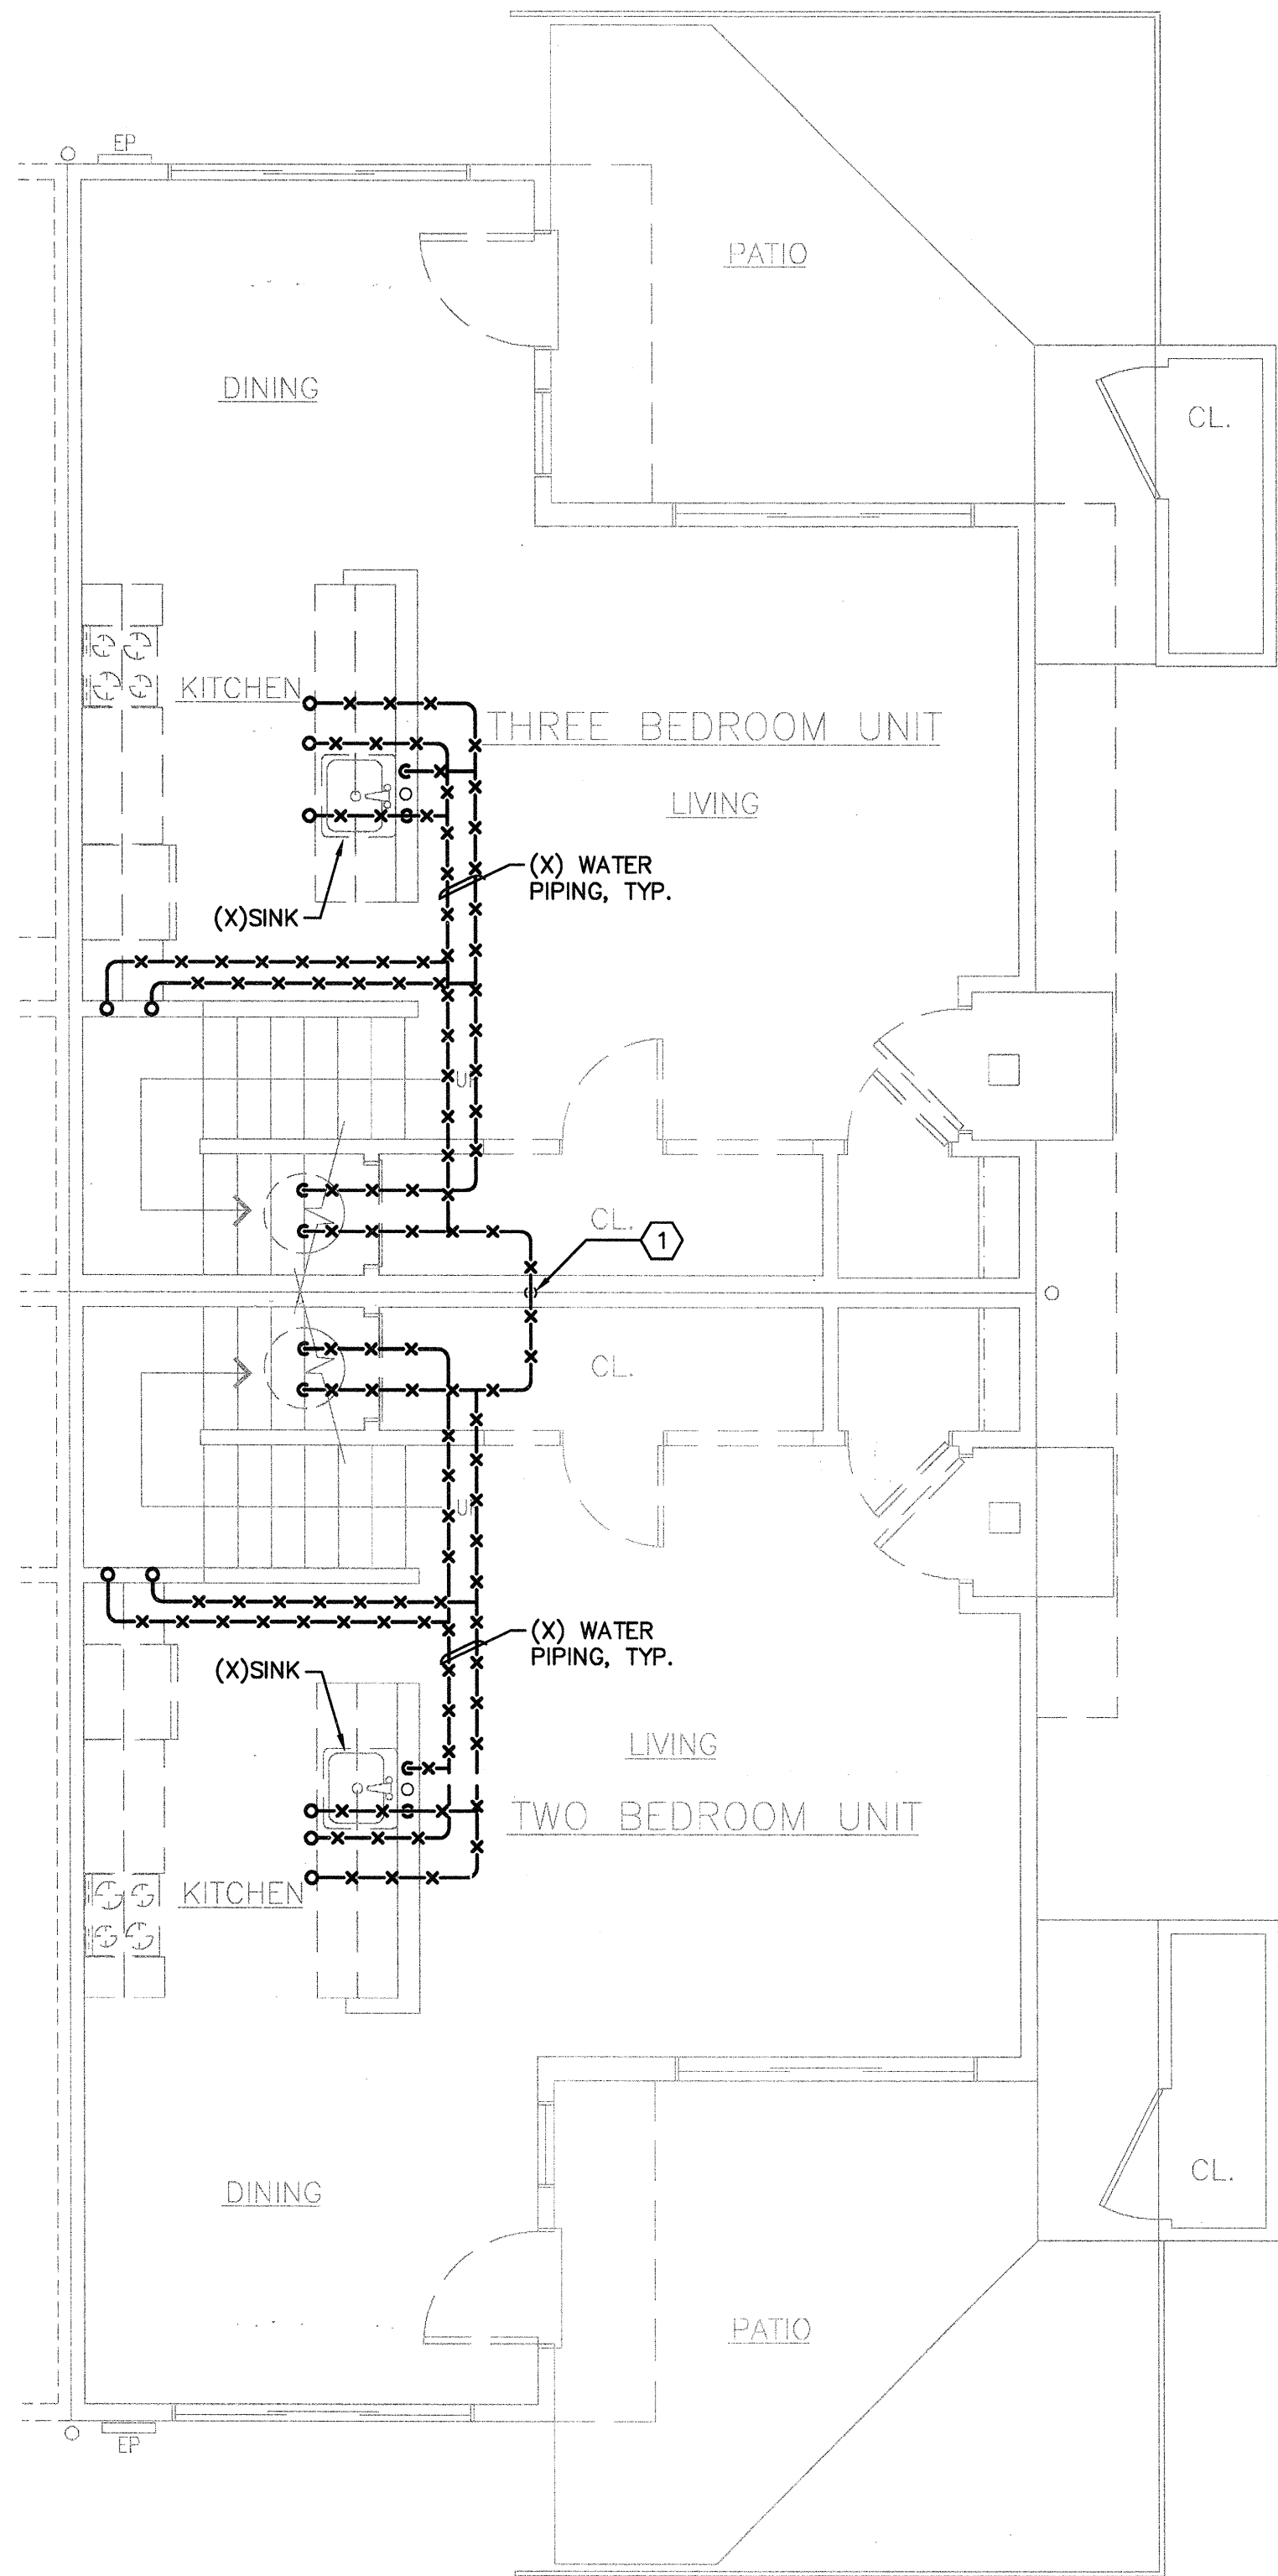 EP
PATIO
DINING
CL.
KITCHEN
THREE BEDROOM UNIT
LIVING
(X) WATER
PIPING, TYP.
(X)SINK
UP
CL.
1
CL.
UP
(X) WATER
PIPING, TYP.
(X)SINK
LIVING
TWO BEDROOM UNIT
KITCHEN
CL.
DINING
PATIO
EP